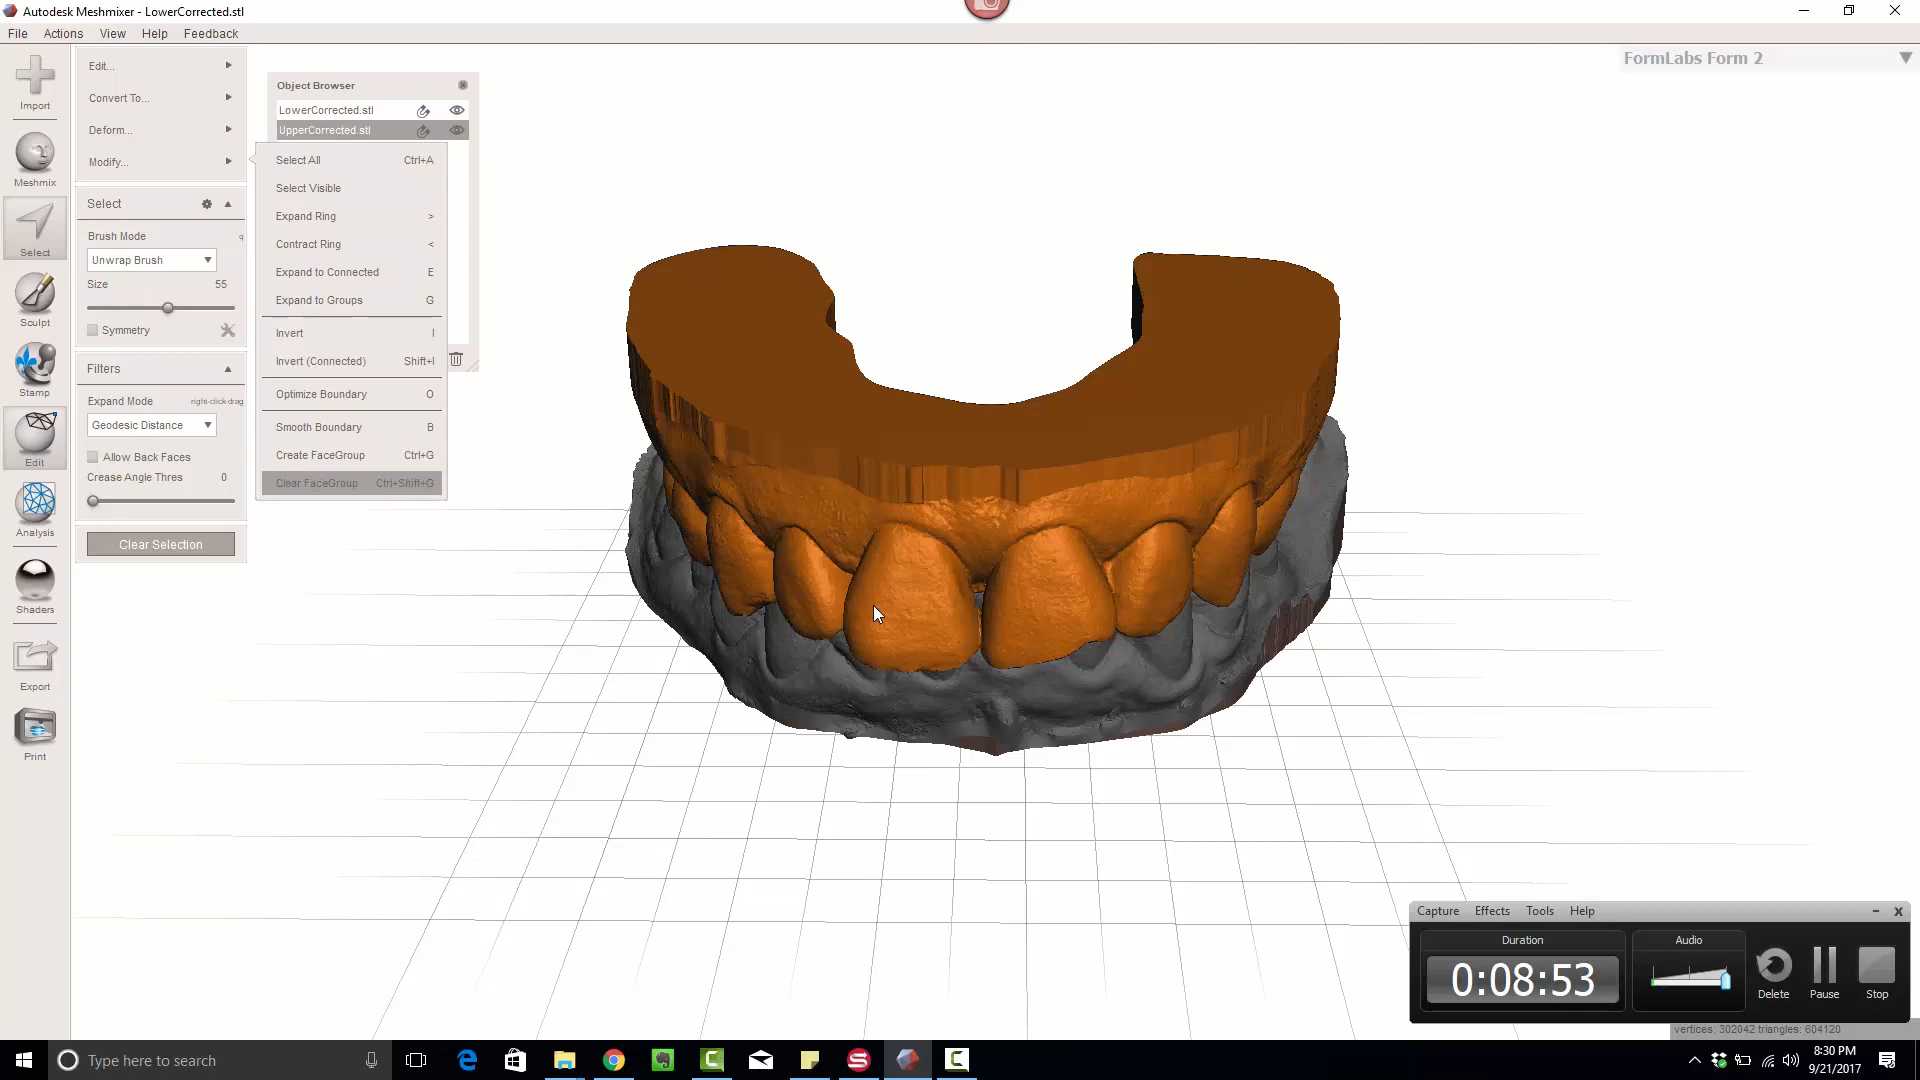 Autodesk Meshmixer - LowerCorrected.stl
File Actions View Help Feedback
FormLabs Form 2
Import
Meshmix
Select
Sculpt
Stamp
Edit
Analysis
Shaders
Export
Print
Edit...
Convert To...
Deform...
Modify...
Select
Brush Mode q
Unwrap Brush
Size 55
Symmetry
Filters
Expand Mode right-click-drag
Geodesic Distance
Allow Back Faces
Crease Angle Thres 0
Clear Selection
Object Browser
LowerCorrected.stl
UpperCorrected.stl
Select All Ctrl+A
Select Visible
Expand Ring >
Contract Ring <
Expand to Connected E
Expand to Groups G
Invert I
Invert (Connected) Shift+I
Optimize Boundary O
Smooth Boundary B
Create FaceGroup Ctrl+G
Clear FaceGroup Ctrl+Shift+G
Capture Effects Tools Help
Duration
0:08:53
Audio
Delete Pause Stop
vertices: 302042 triangles: 604120
Type here to search
8:30 PM
9/21/2017